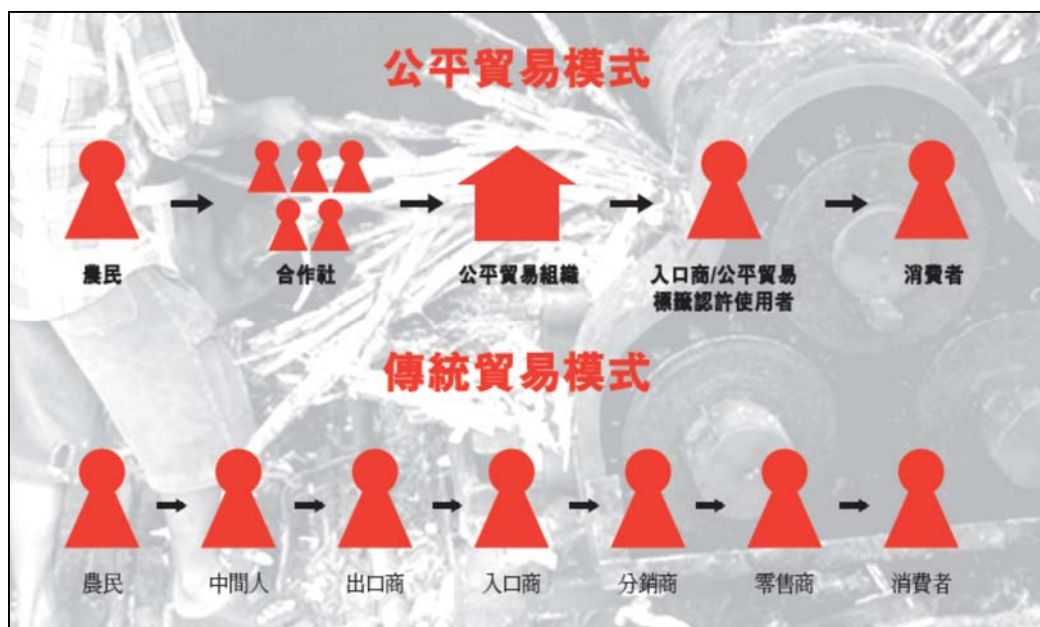 公平貿易模式
農民
合作社
公平貿易組織
入口商/公平貿易
標籤認許使用者
消費者
傳統貿易模式
農民
中間人
出口商
入口商
分銷商
零售商
消費者